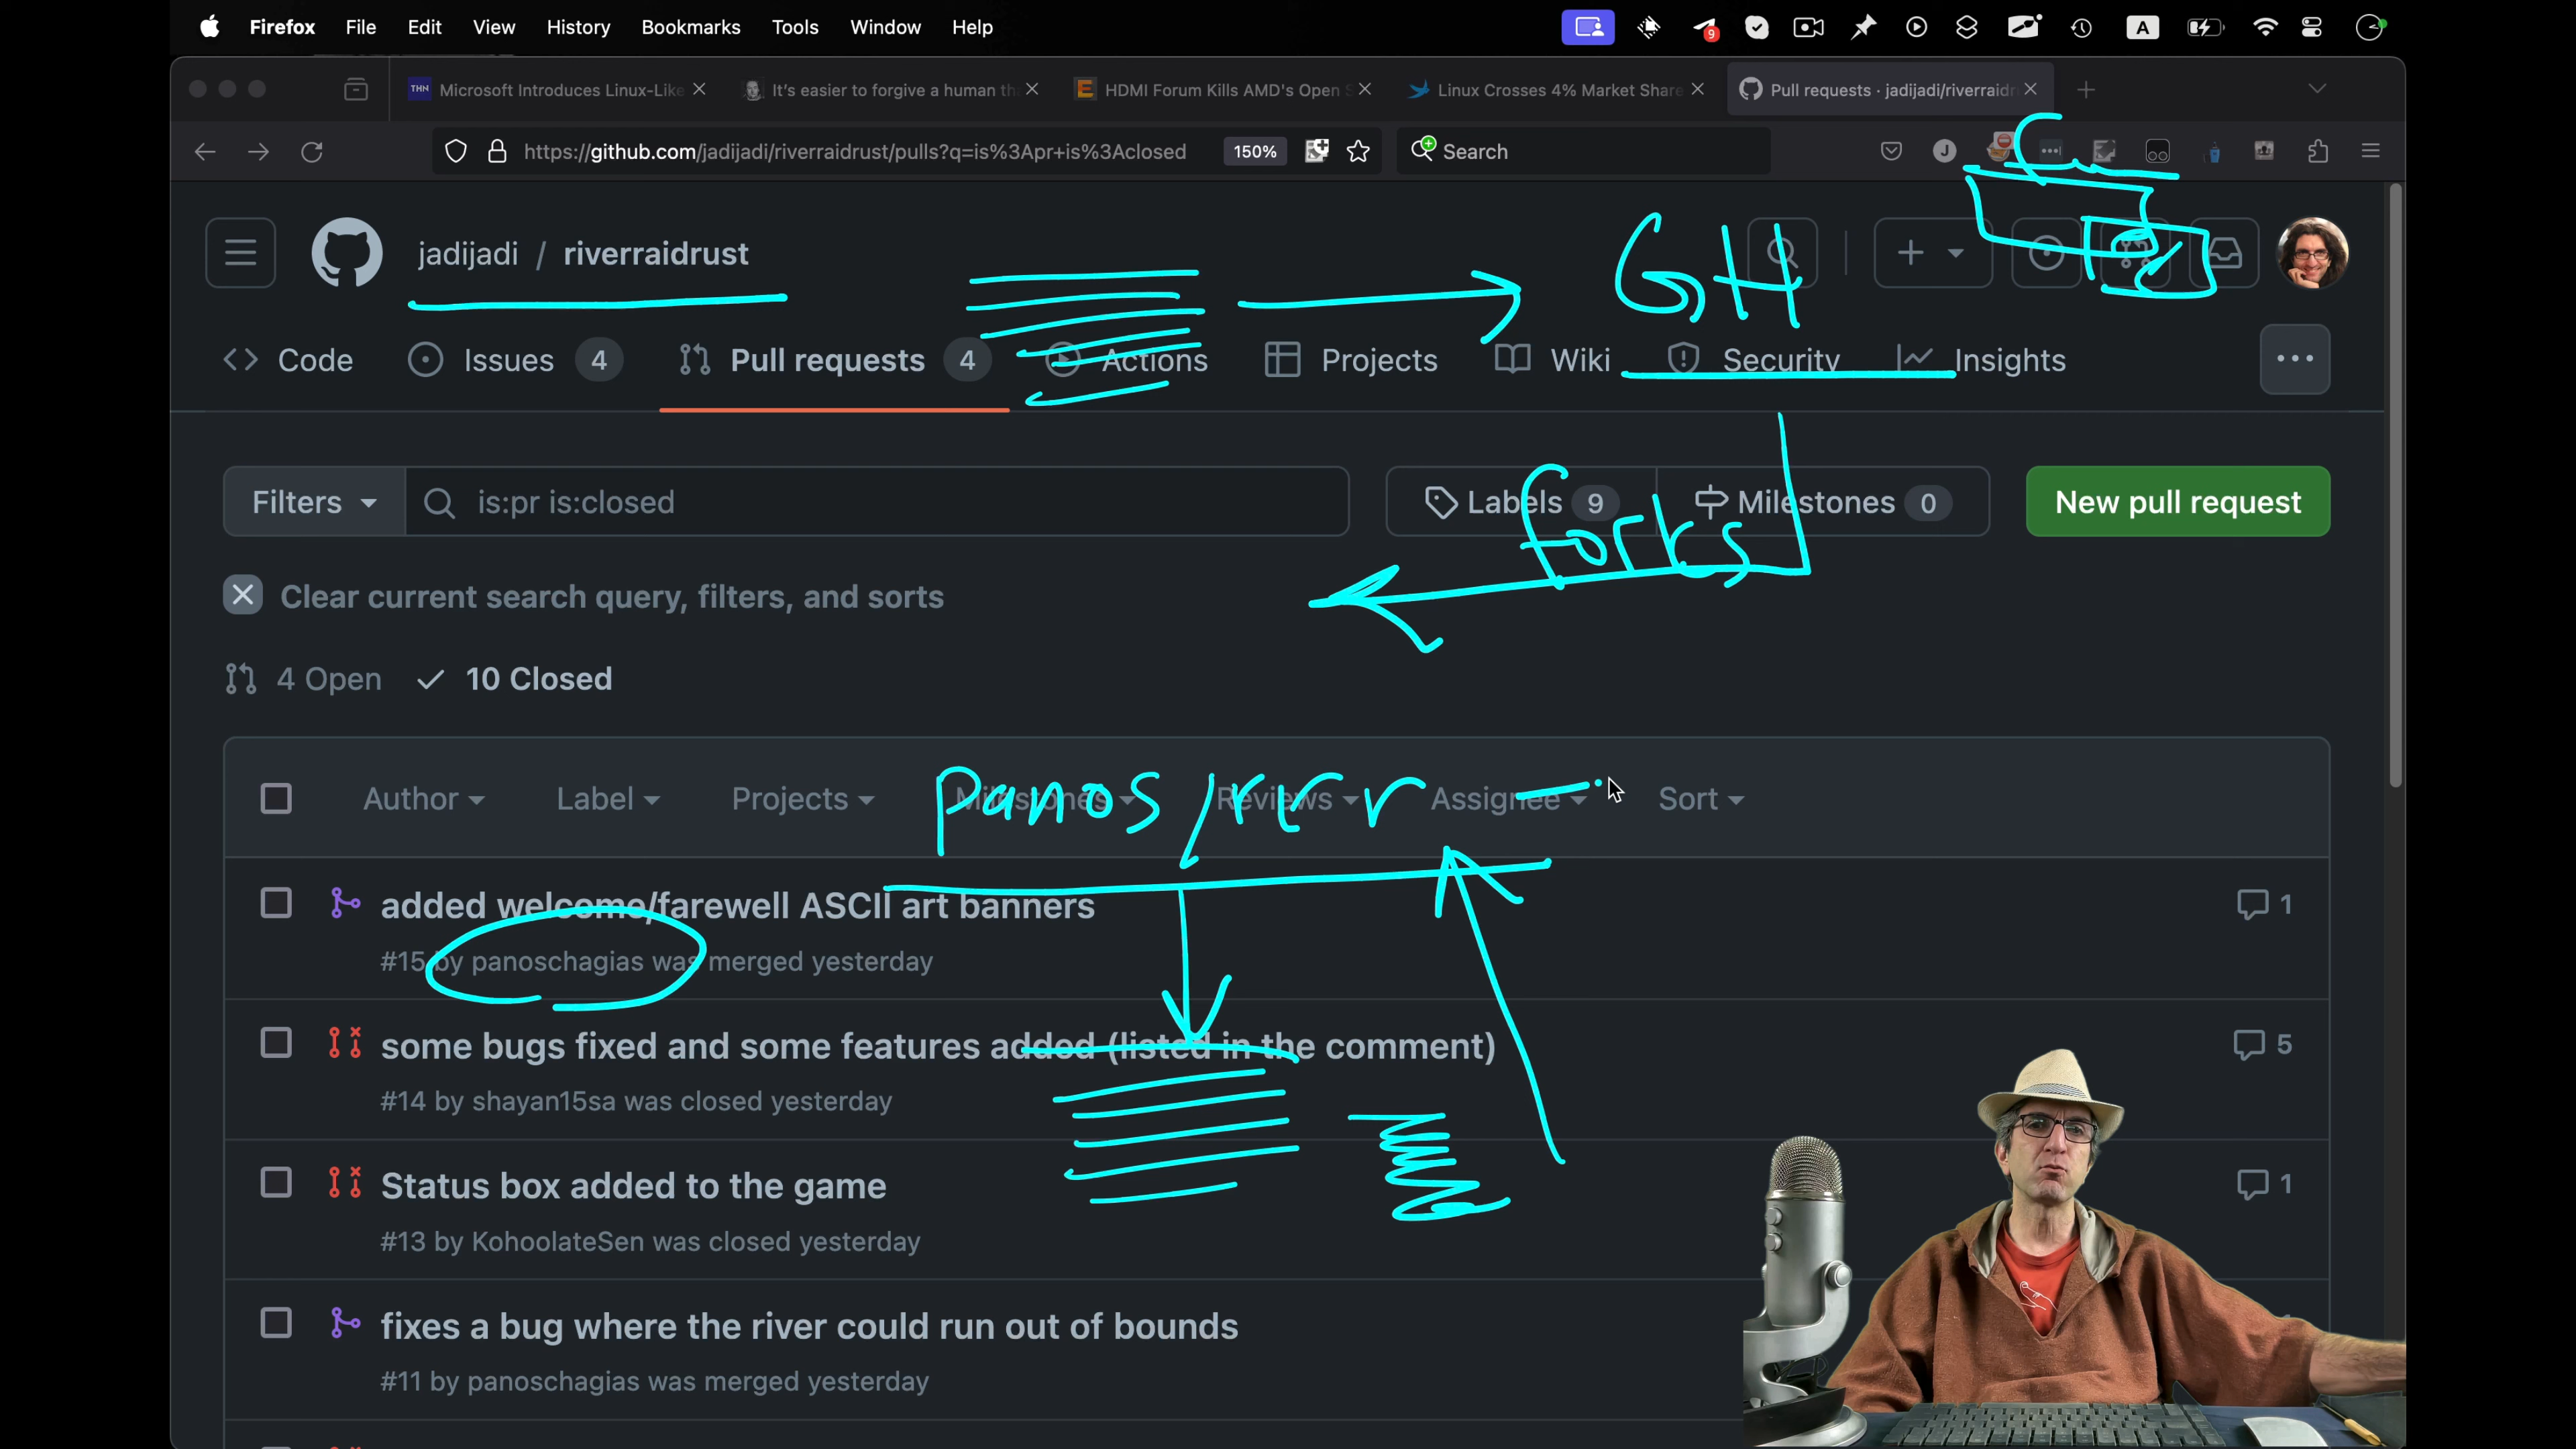 Firefox File Edit View History Bookmarks Tools Window Help 9 A
THN Microsoft Introduces Linux-Like It's easier to forgive a human th HDMI Forum Kills AMD's Open S Linux Crosses 4% Market Share Pull requests · jadijadi/riverraidr
https://github.com/jadijadi/riverraidrust/pulls?q=is%3Apr+is%3Aclosed 150% Search J
jadijadi / riverraidrust
GH
Code Issues 4 Pull requests 4 Actions Projects Wiki Security Insights
Filters is:pr is:closed Labels 9 Milestones 0 New pull request
forks
Clear current search query, filters, and sorts
4 Open 10 Closed
Author Label Projects Milestones Reviews Assignee Sort
panos/rrr
added welcome/farewell ASCII art banners 1
#15 by panoschagias was merged yesterday
some bugs fixed and some features added (listed in the comment) 5
#14 by shayan15sa was closed yesterday
Status box added to the game 1
#13 by KohoolateSen was closed yesterday
fixes a bug where the river could run out of bounds
#11 by panoschagias was merged yesterday